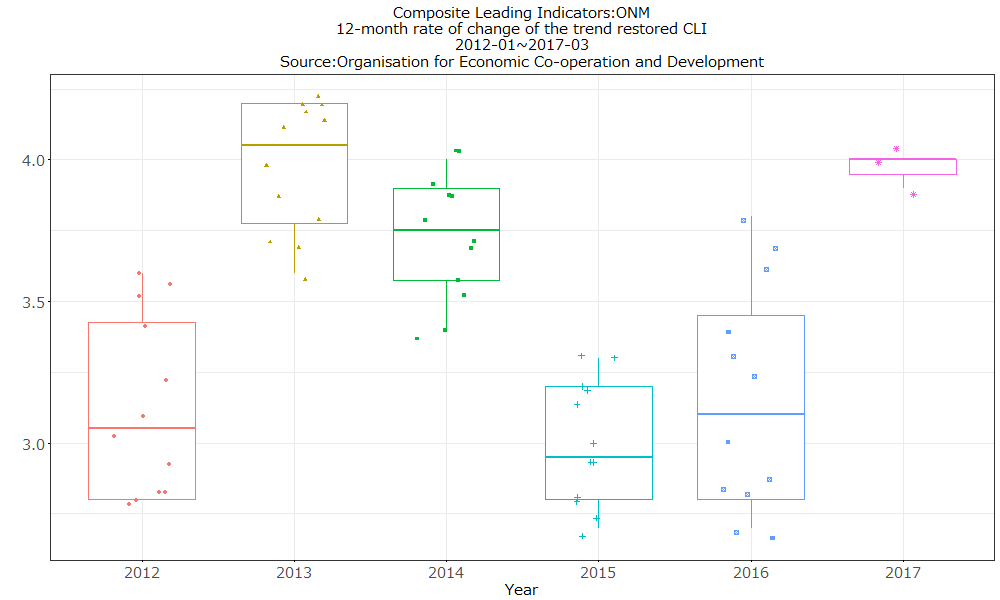 Composite Leading Indicators:ONM
12-month rate of change of the trend restored CLI
2012-01~2017-03
Source:Organisation for Economic Co-operation and Development
4.0
3.5
3.0
2012 2013 2014 2015 2016 2017
Year